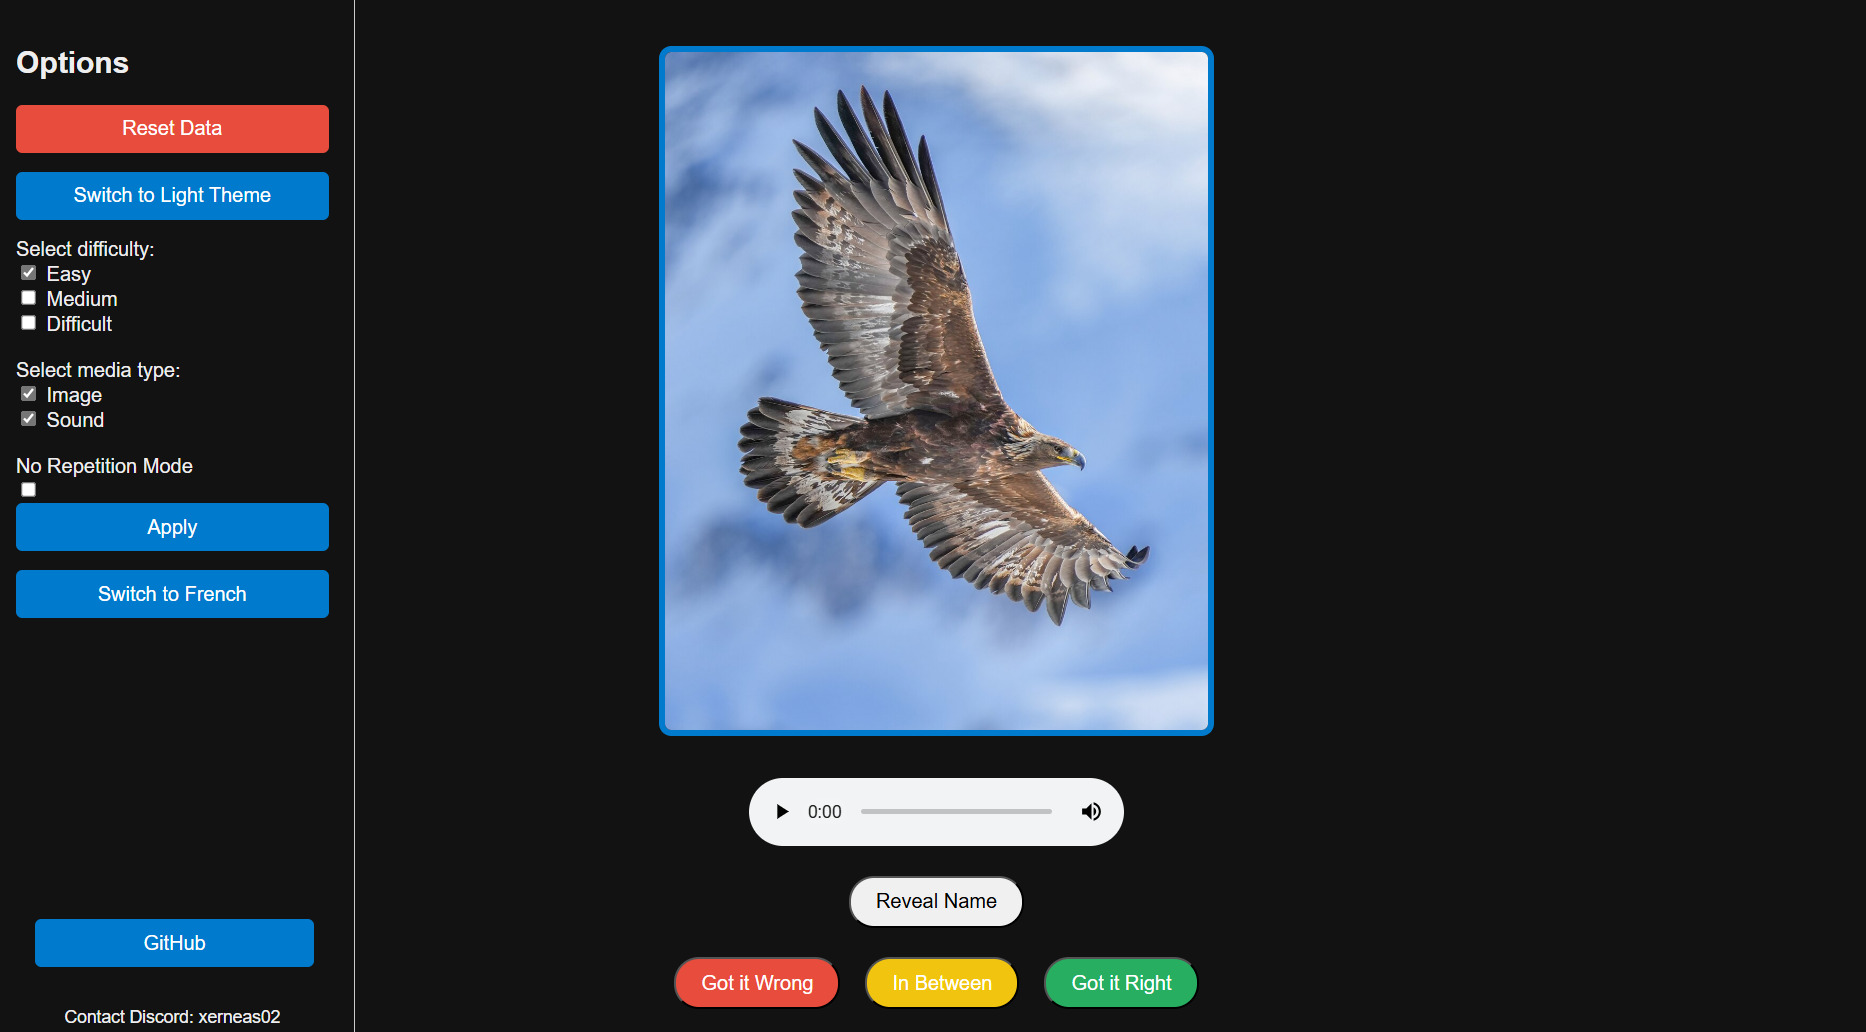 Options
Reset Data
Switch to Light Theme
Select difficulty:
Easy
Medium
Difficult
Select media type:
Image
Sound
No Repetition Mode
Apply
Switch to French
GitHub
Contact Discord: xerneas02
0:00
Reveal Name
Got it Wrong
In Between
Got it Right